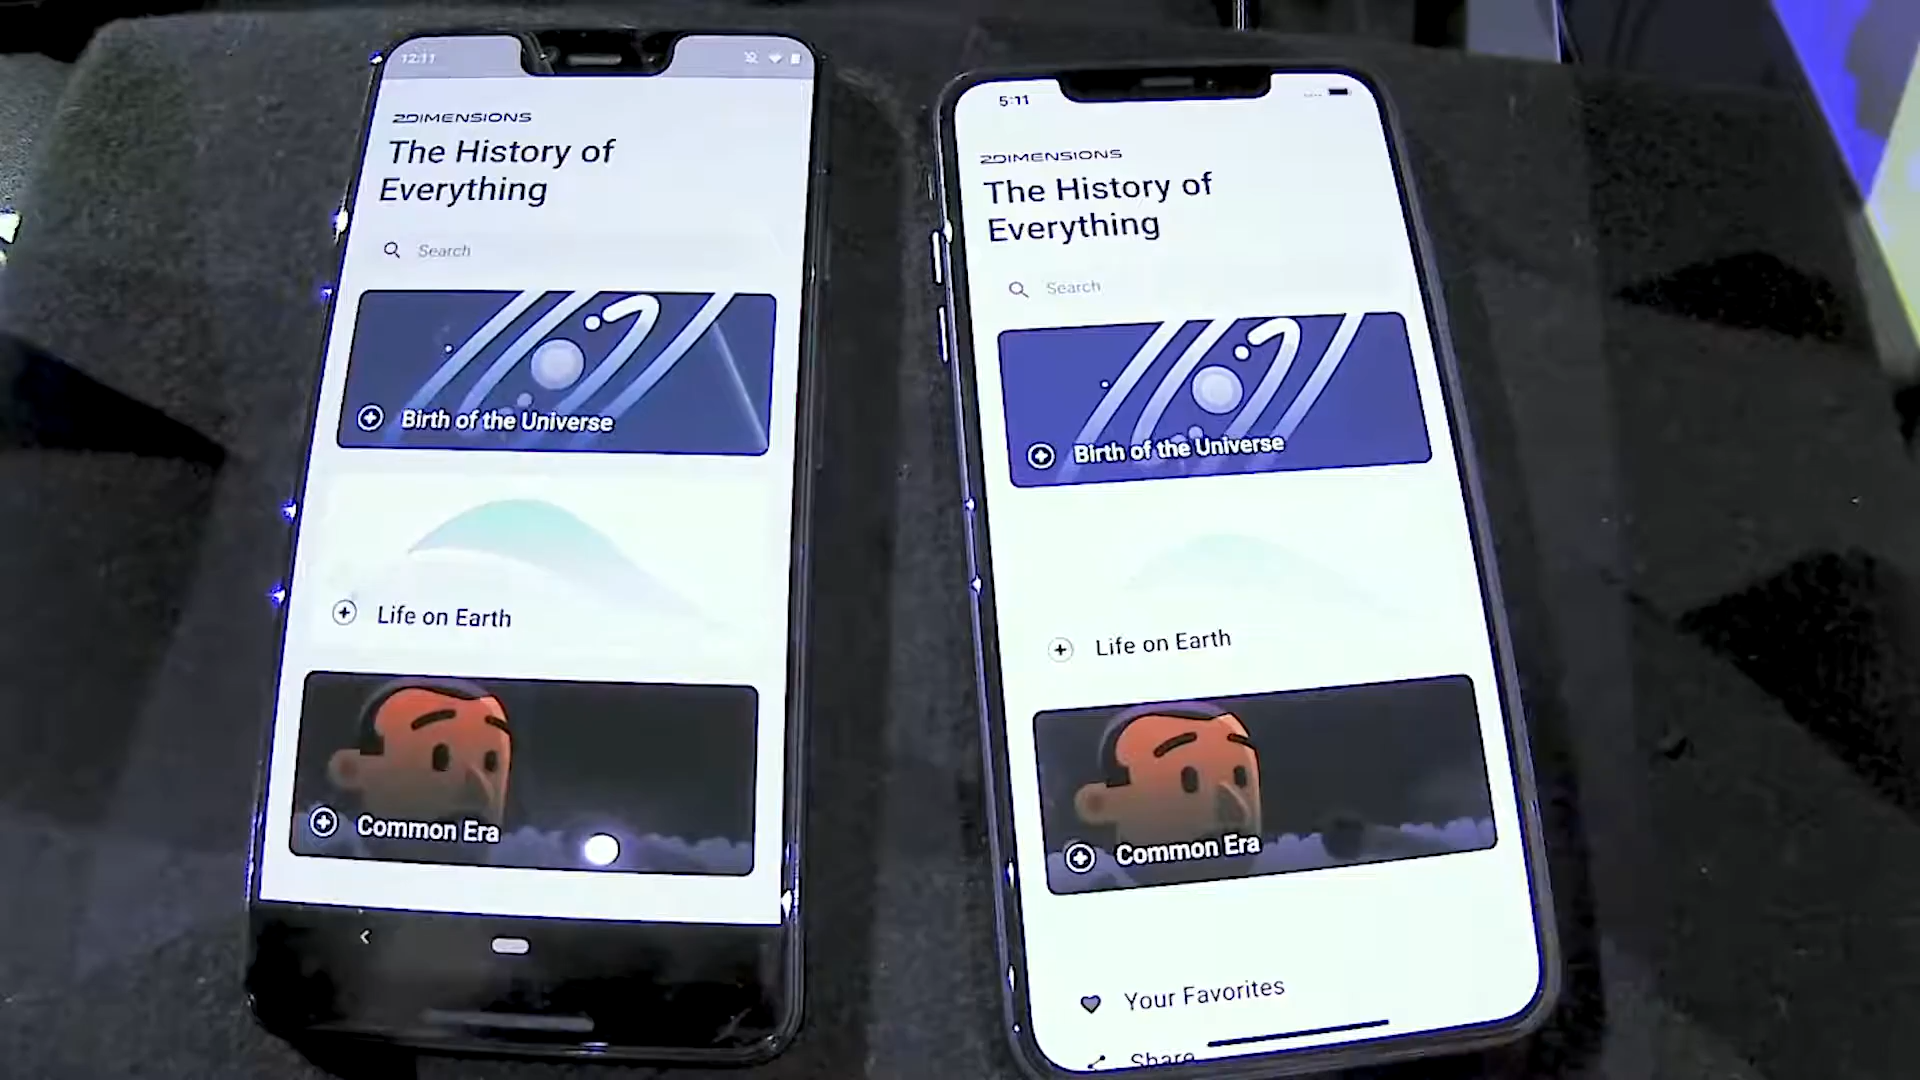 12:11
2DIMENSIONS
The History of
Everything
Search
Birth of the Universe
Life on Earth
Common Era
5:11
2DIMENSIONS
The History of
Everything
Search
Birth of the Universe
Life on Earth
Common Era
Your Favorites
Share